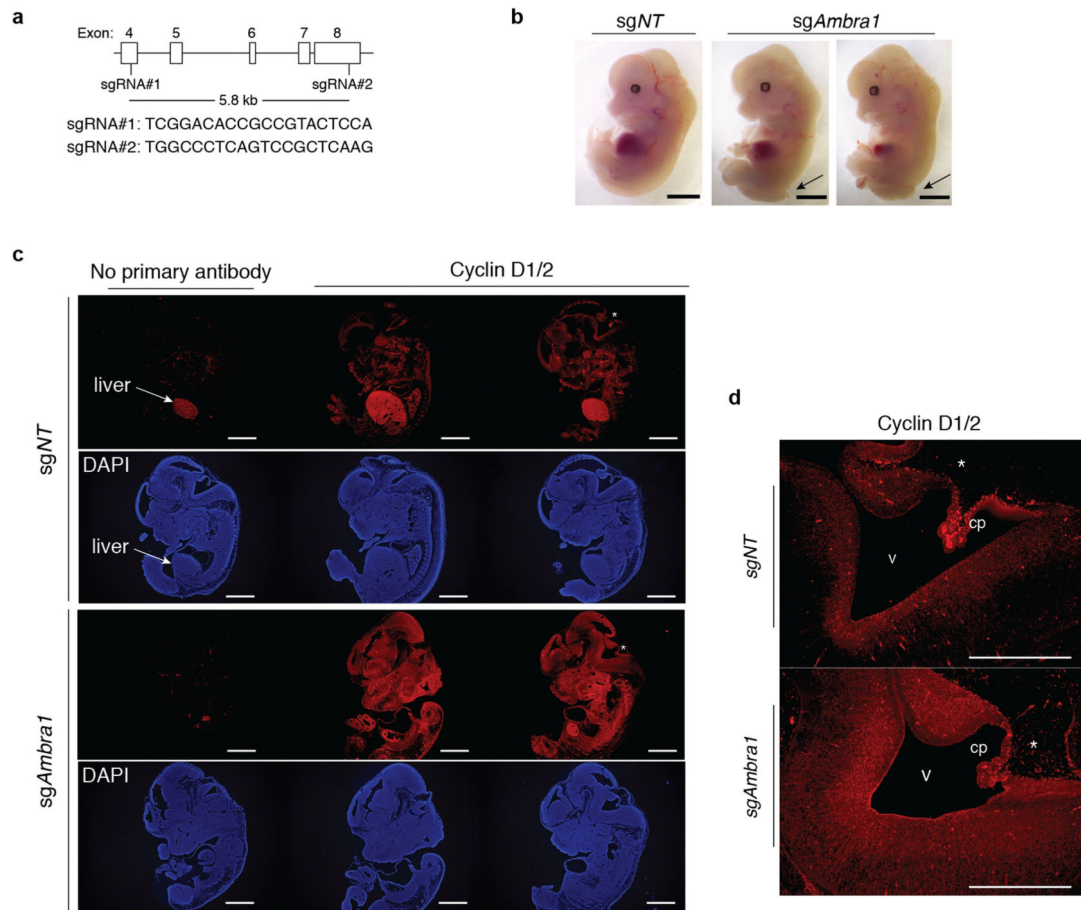 a
Exon: 4 5 6 7 8
sgRNA#1 sgRNA#2
5.8 kb
sgRNA#1: TCGGACACCGCCGTACTCCA
sgRNA#2: TGGCCCTCAGTCCGCTCAAG
b
sgNT sgAmbra1
c
No primary antibody Cyclin D1/2
sgNT
*
liver
DAPI
liver
sgAmbra1
*
DAPI
d
Cyclin D1/2
sgNT
*
cp
v
sgAmbra1
cp
*
V